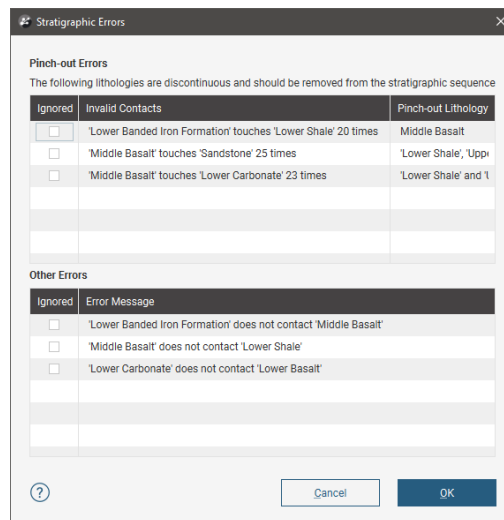 Stratigraphic Errors
Pinch-out Errors
The following lithologies are discontinuous and should be removed from the stratigraphic sequence
Ignored Invalid Contacts Pinch-out Lithology
'Lower Banded Iron Formation' touches 'Lower Shale' 20 times Middle Basalt
'Middle Basalt' touches 'Sandstone' 25 times 'Lower Shale', 'Upp
'Middle Basalt' touches 'Lower Carbonate' 23 times 'Lower Shale' and
Other Errors
Ignored Error Message
'Lower Banded Iron Formation' does not contact 'Middle Basalt'
'Middle Basalt' does not contact 'Lower Shale'
'Lower Carbonate' does not contact 'Lower Basalt'
? Cancel OK